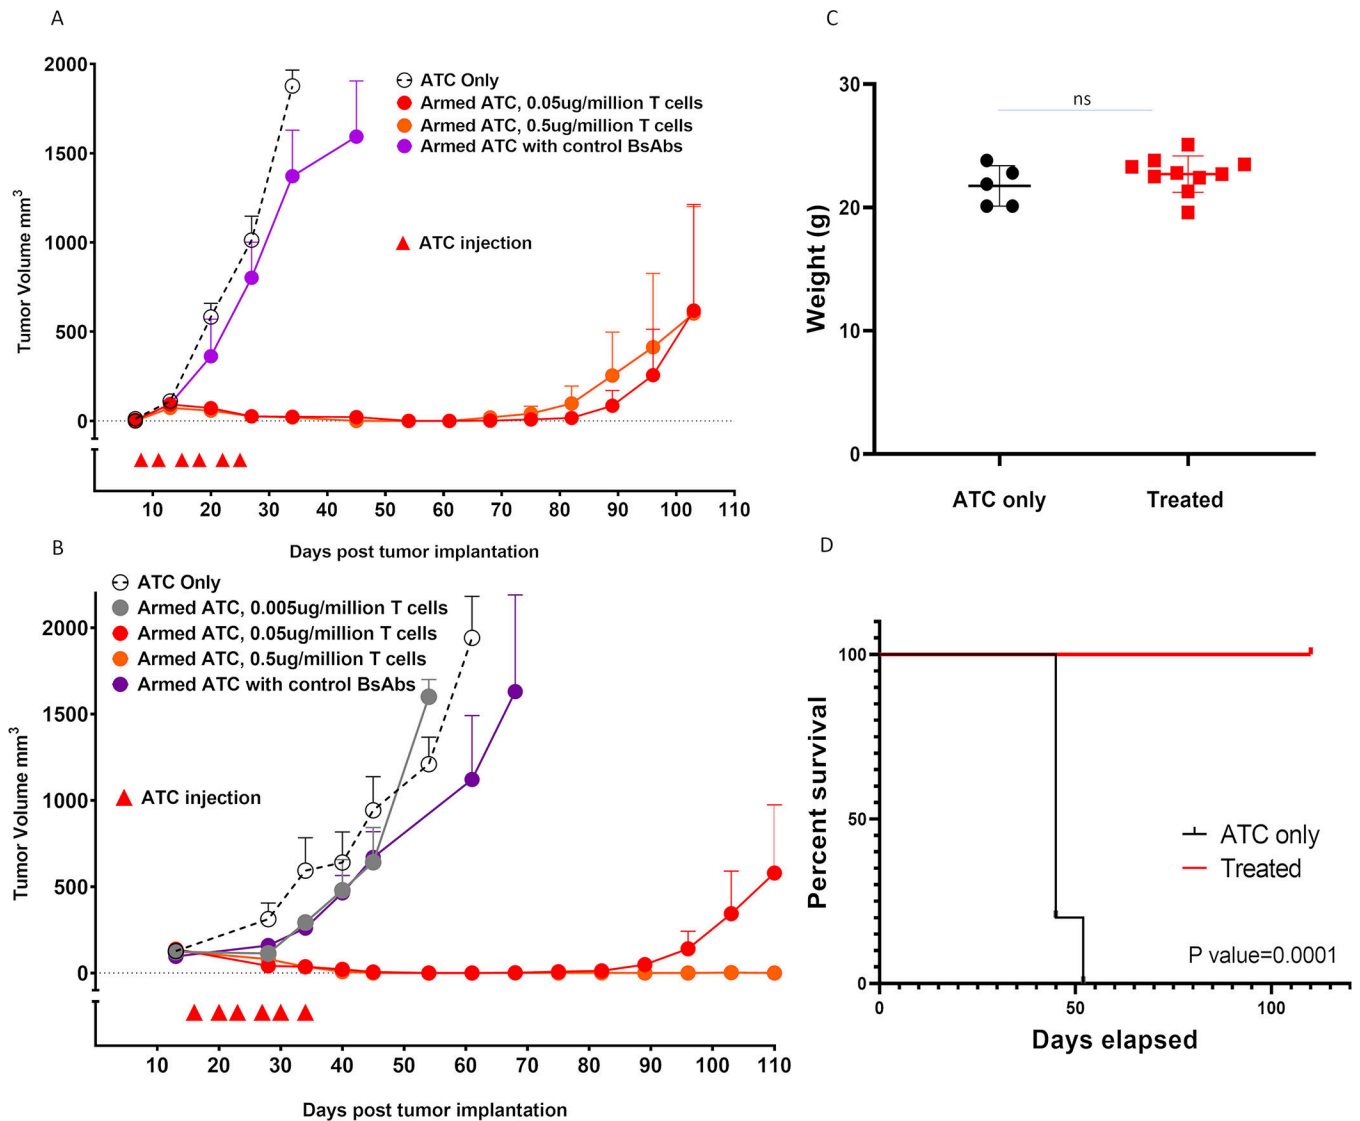 A
2000
1500
1000
500
0
Tumor Volume mm3
ATC Only
Armed ATC, 0.05ug/million T cells
Armed ATC, 0.5ug/million T cells
Armed ATC with control BsAbs
ATC injection
10 20 30 40 50 60 70 80 90 100 110
Days post tumor implantation
C
30
20
10
0
Weight (g)
ns
ATC only Treated
B
ATC Only
Armed ATC, 0.005ug/million T cells
Armed ATC, 0.05ug/million T cells
Armed ATC, 0.5ug/million T cells
Armed ATC with control BsAbs
ATC injection
2000
1500
1000
500
0
Tumor Volume mm3
10 20 30 40 50 60 70 80 90 100 110
Days post tumor implantation
D
100
50
0
Percent survival
ATC only
Treated
P value=0.0001
0 50 100
Days elapsed